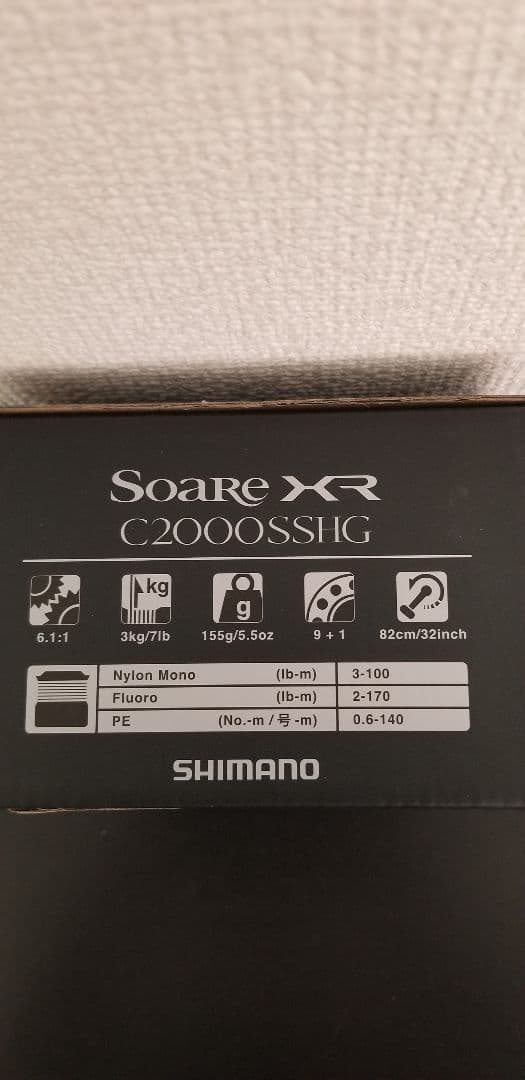 SOARE XR
C2000SSHG
kg
g
6.1:1 3kg/7lb 155g/5.5oz 9 + 1 82cm/32inch
Nylon Mono (lb-m) 3-100
Fluoro (lb-m) 2-170
PE (No.-m / 号 -m) 0.6-140
SHIMANO